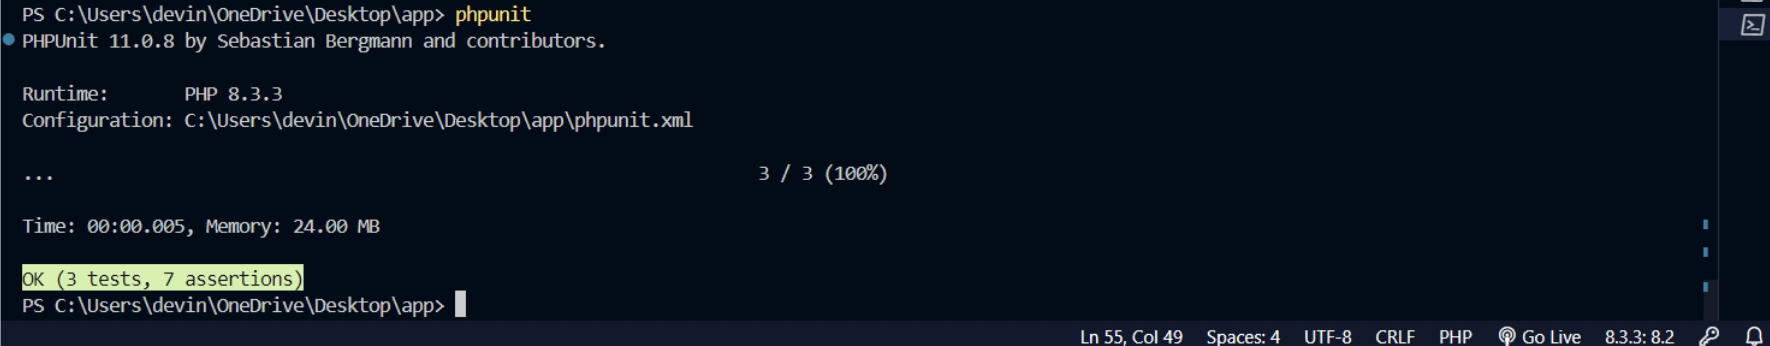 PS C:\Users\devin\OneDrive\Desktop\app> phpunit
PHPUnit 11.0.8 by Sebastian Bergmann and contributors.
Runtime:       PHP 8.3.3
Configuration: C:\Users\devin\OneDrive\Desktop\app\phpunit.xml
...                                                                 3 / 3 (100%)
Time: 00:00.005, Memory: 24.00 MB
OK (3 tests, 7 assertions)
PS C:\Users\devin\OneDrive\Desktop\app>
Ln 55, Col 49 Spaces: 4 UTF-8 CRLF PHP Go Live 8.3.3: 8.2